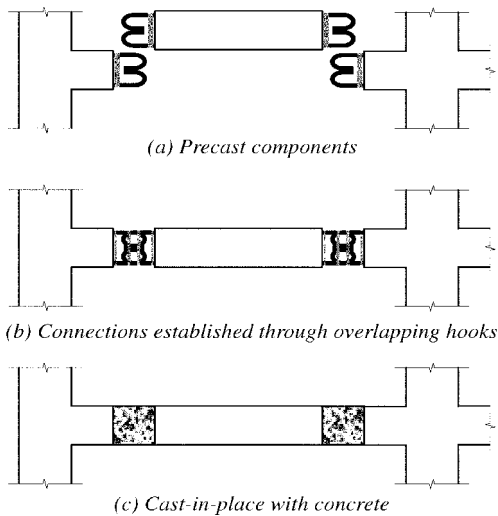 (a) Precast components
(b) Connections established through overlapping hooks
(c) Cast-in-place with concrete